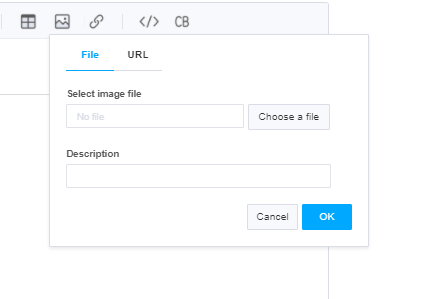 </> CB
File URL
Select image file
No file Choose a file
Description
Cancel OK